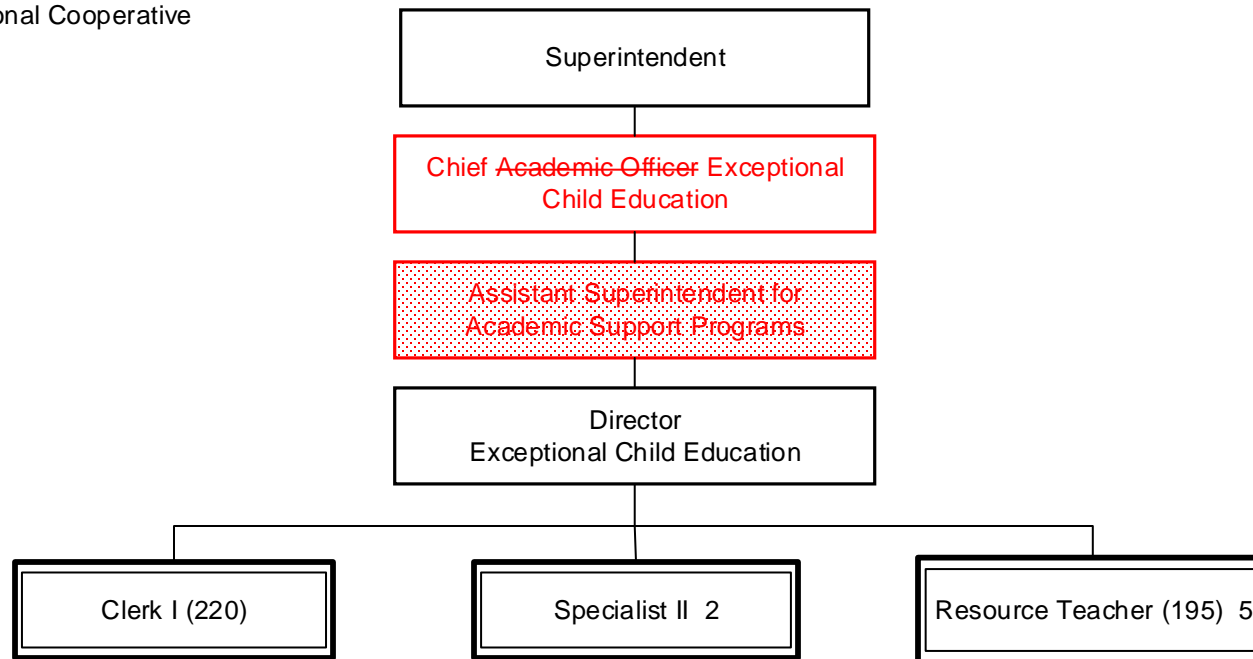 Cooperative
Superintendent
Chief Academic Officer Exceptional
Child Education
Assistant Superintendent for
Academic Support Programs
Director
Exceptional Child Education
Clerk I (220)
Specialist II 2
Resource Teacher (195) 5